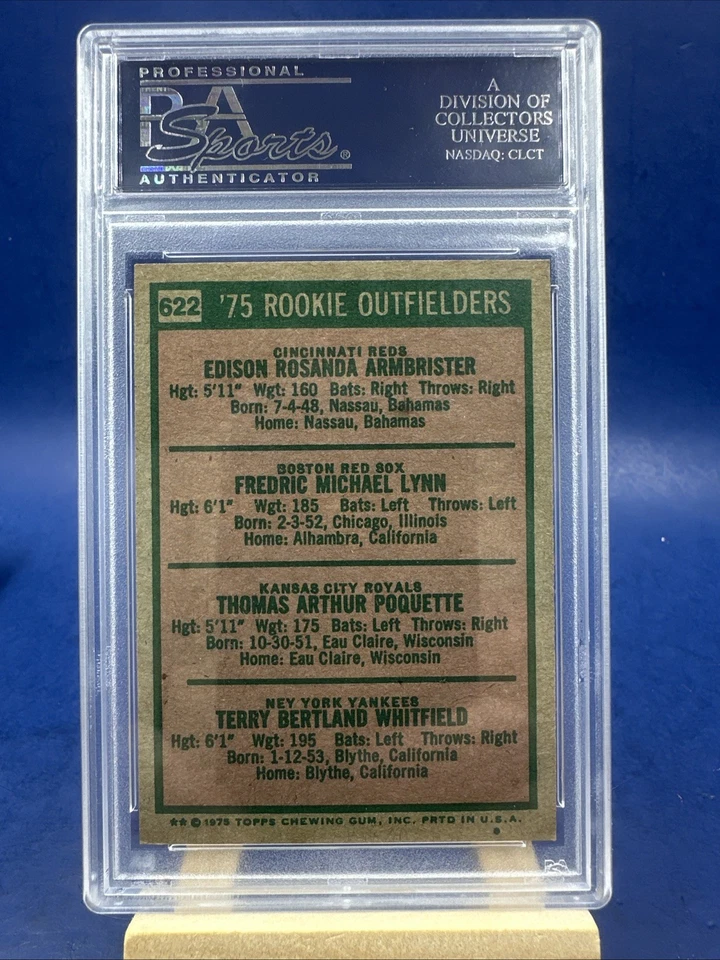 PROFESSIONAL
PSA
Sports®
AUTHENTICATOR
A
DIVISION OF
COLLECTORS
UNIVERSE
NASDAQ: CLCT
622 '75 ROOKIE OUTFIELDERS
CINCINNATI REDS
EDISON ROSANDA ARMBRISTER
Hgt: 5'11" Wgt: 160 Bats: Right Throws: Right
Born: 7-4-48, Nassau, Bahamas
Home: Nassau, Bahamas
BOSTON RED SOX
FREDRIC MICHAEL LYNN
Hgt: 6'1" Wgt: 185 Bats: Left Throws: Left
Born: 2-3-52, Chicago, Illinois
Home: Alhambra, California
KANSAS CITY ROYALS
THOMAS ARTHUR POQUETTE
Hgt: 5'11" Wgt: 175 Bats: Left Throws: Right
Born: 10-30-51, Eau Claire, Wisconsin
Home: Eau Claire, Wisconsin
NEY YORK YANKEES
TERRY BERTLAND WHITFIELD
Hgt: 6'1" Wgt: 195 Bats: Left Throws: Right
Born: 1-12-53, Blythe, California
Home: Blythe, California
** © 1975 TOPPS CHEWING GUM, INC. PRTD IN U.S.A.
PSA